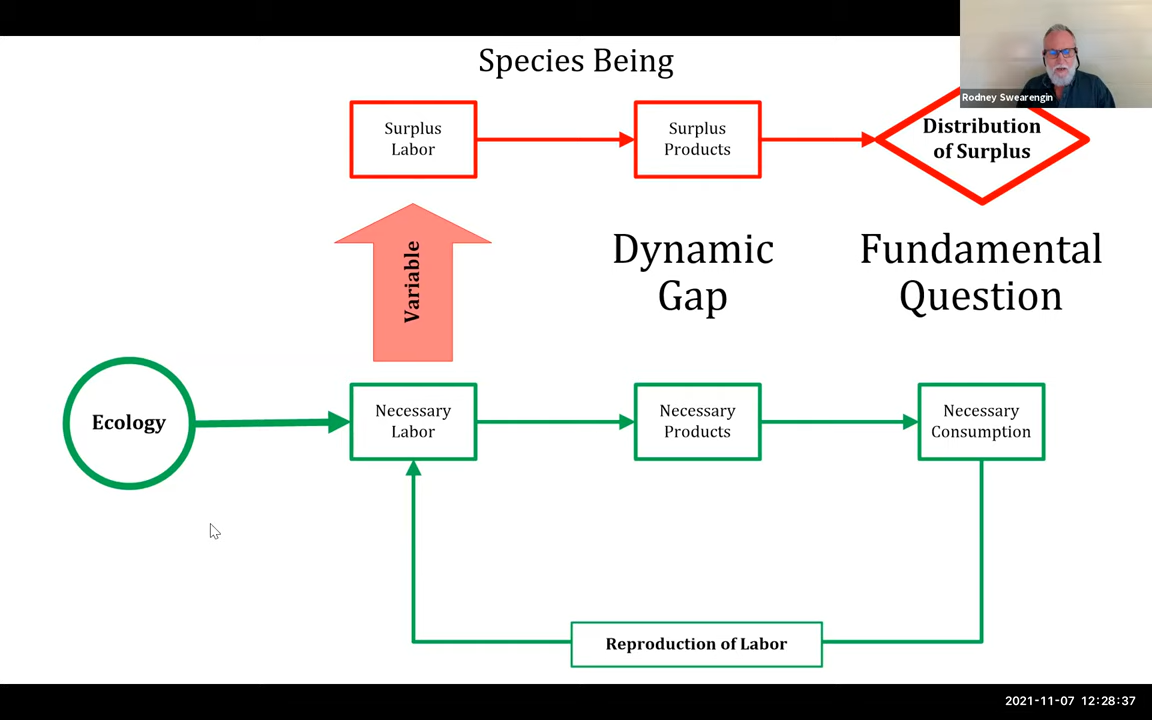 Species Being
Rodney Swearengin
Surplus
Labor
Surplus
Products
Distribution
of Surplus
Variable
Dynamic
Gap
Fundamental
Question
Ecology
Necessary
Labor
Necessary
Products
Necessary
Consumption
Reproduction of Labor
2021-11-07 12:28:37